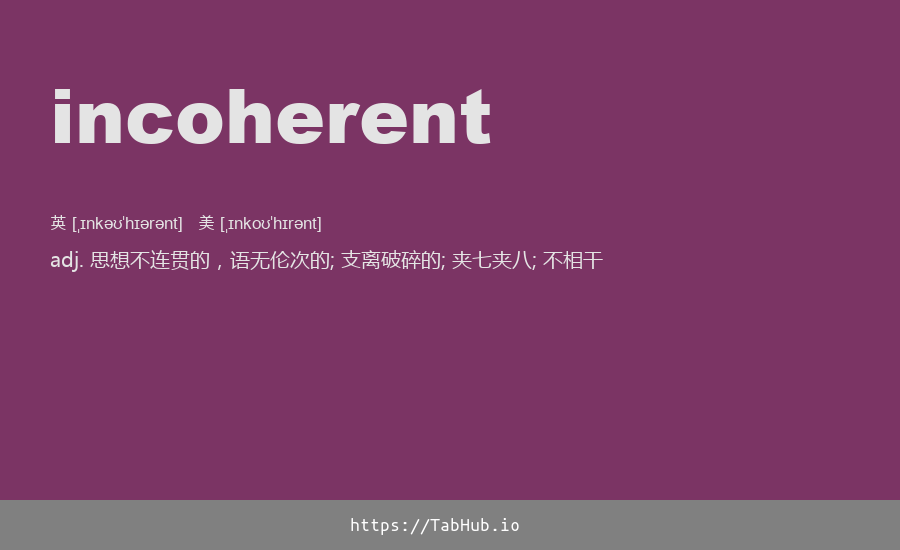 incoherent
英 [ˌɪnkəʊˈhɪərənt] 美 [ˌɪnkoʊˈhɪrənt]
adj. 思想不连贯的，语无伦次的; 支离破碎的; 夹七夹八; 不相干
https://TabHub.io